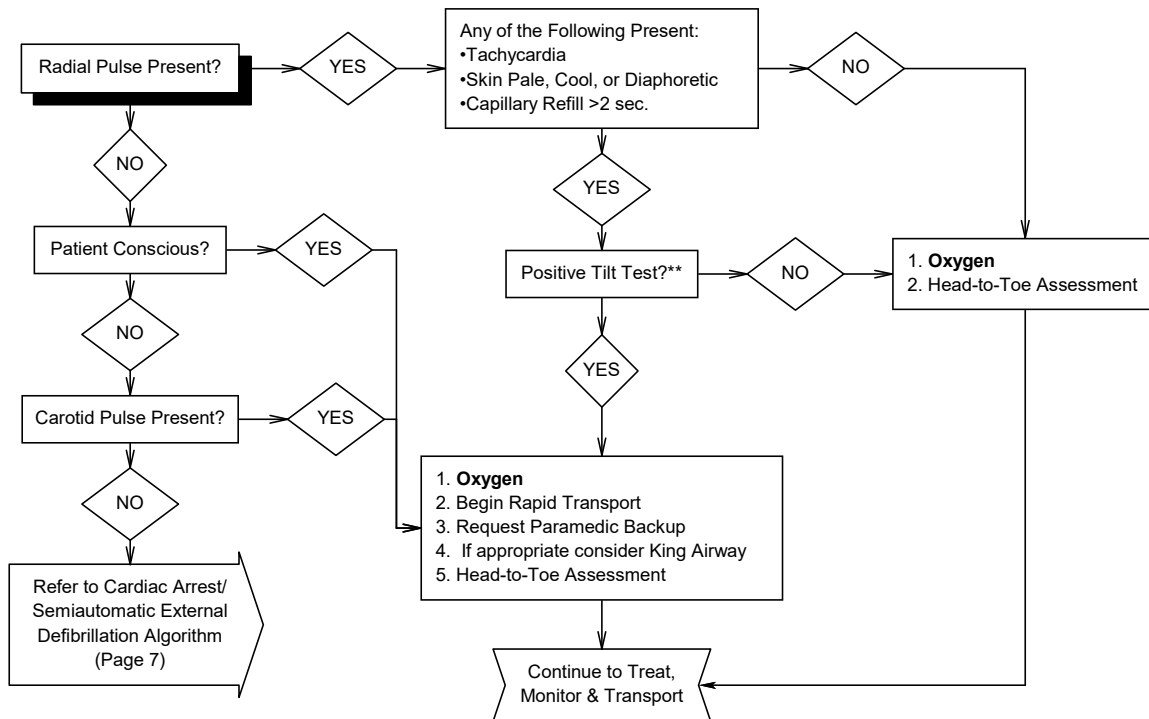 Radial Pulse Present?
YES
Any of the Following Present:
•Tachycardia
•Skin Pale, Cool, or Diaphoretic
•Capillary Refill >2 sec.
NO
NO
YES
Patient Conscious?
YES
Positive Tilt Test?**
NO
1. Oxygen
2. Head-to-Toe Assessment
NO
YES
Carotid Pulse Present?
YES
NO
1. Oxygen
2. Begin Rapid Transport
3. Request Paramedic Backup
4. If appropriate consider King Airway
5. Head-to-Toe Assessment
Refer to Cardiac Arrest/
Semiautomatic External
Defibrillation Algorithm
(Page 7)
Continue to Treat,
Monitor & Transport